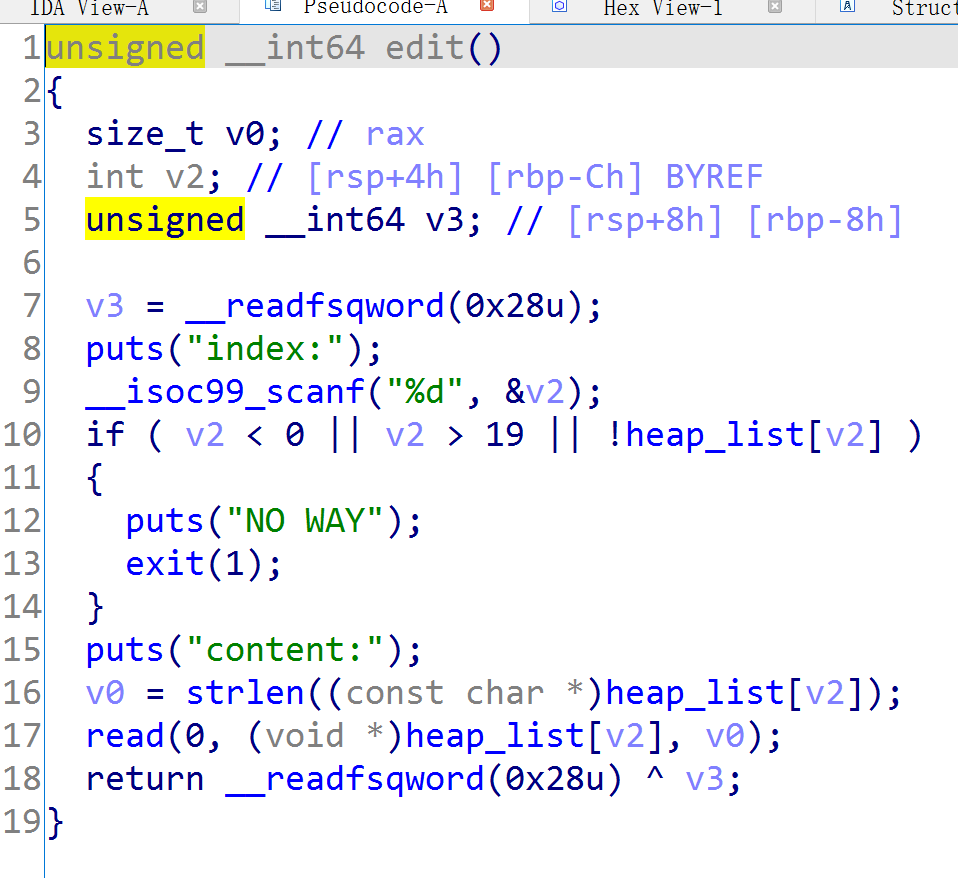 IDA View-A Pseudocode-A Hex View-1 A Struct
1 unsigned __int64 edit()
2 {
3 size_t v0; // rax
4 int v2; // [rsp+4h] [rbp-Ch] BYREF
5 unsigned __int64 v3; // [rsp+8h] [rbp-8h]
6
7 v3 = __readfsqword(0x28u);
8 puts("index:");
9 __isoc99_scanf("%d", &v2);
10 if ( v2 < 0 || v2 > 19 || !heap_list[v2] )
11 {
12 puts("NO WAY");
13 exit(1);
14 }
15 puts("content:");
16 v0 = strlen((const char *)heap_list[v2]);
17 read(0, (void *)heap_list[v2], v0);
18 return __readfsqword(0x28u) ^ v3;
19 }